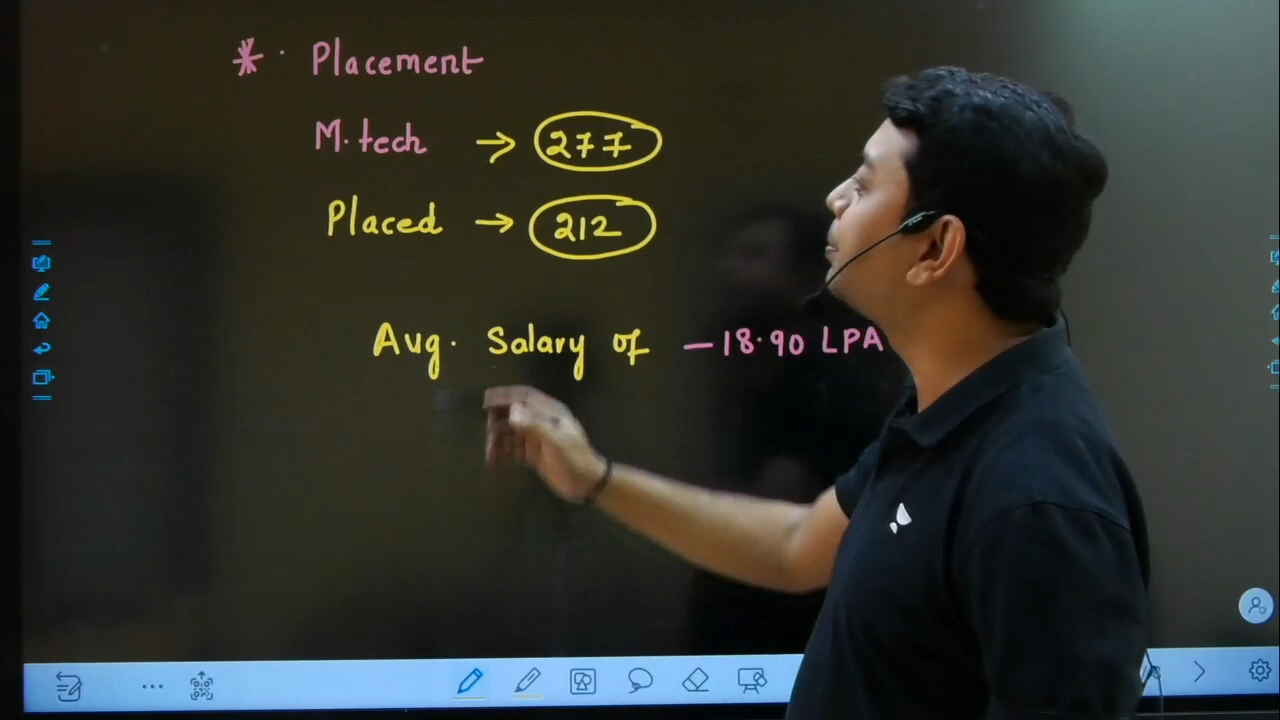 * · Placement
M.tech → 277
Placed → 212
Avg. Salary of - 18.90 LPA